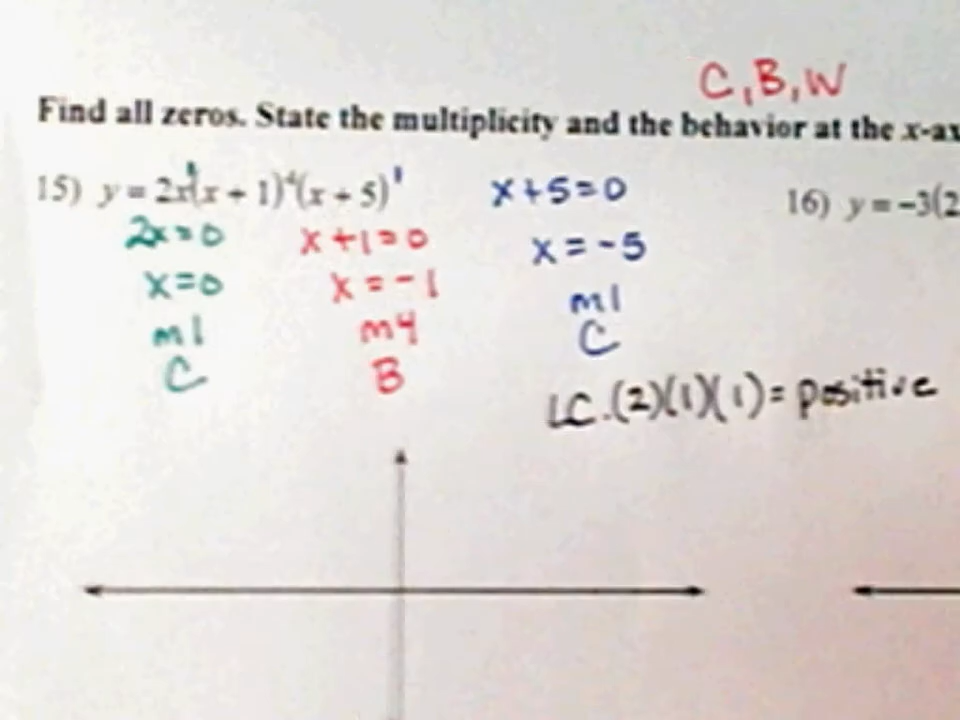 C, B, W
Find all zeros. State the multiplicity and the behavior at the x-ax
15) y = 2x¹(x + 1)⁴(x + 5)¹
x+5=0
16) y = -3(2
2x=0
x+1=0
x=-5
x=0
x=-1
m1
m1
m4
C
C
B
LC.(2)(1)(1)= positive